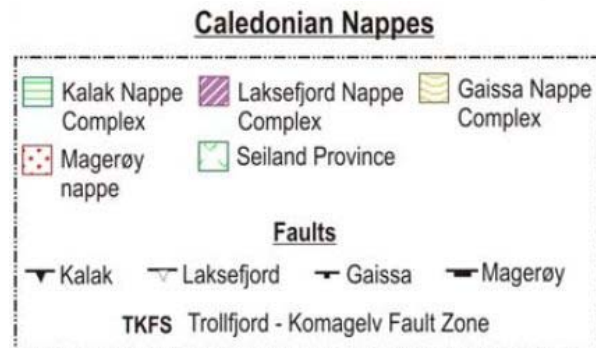 Caledonian Nappes
Kalak Nappe Complex
Laksefjord Nappe Complex
Gaissa Nappe Complex
Magerøy nappe
Seiland Province
Faults
Kalak
Laksefjord
Gaissa
Magerøy
TKFS Trollfjord - Komagelv Fault Zone